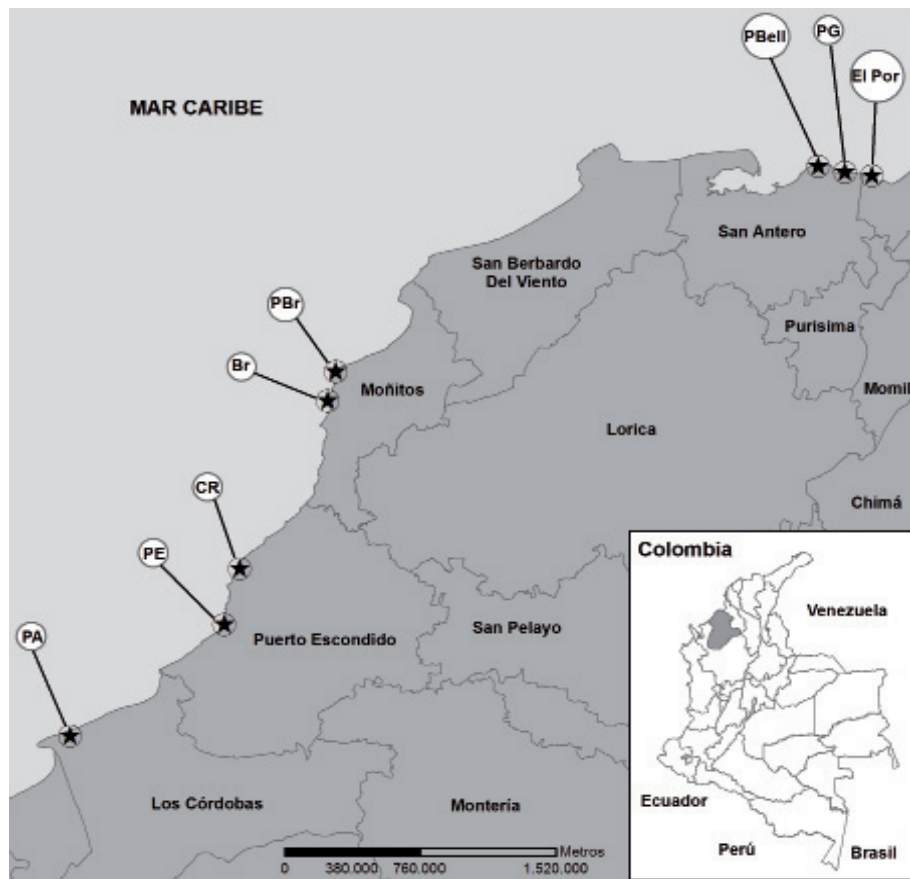 PBell
PG
El Por
MAR CARIBE
San Antero
San Berbardo
Del Viento
PBr
Purisima
Br
Moñitos
Momil
Lorica
CR
Chimá
PE
Colombia
Venezuela
PA
Puerto Escondido
San Pelayo
Los Córdobas
Montería
Ecuador
Perú
Brasil
Metros
0 380.000 760.000 1.520.000